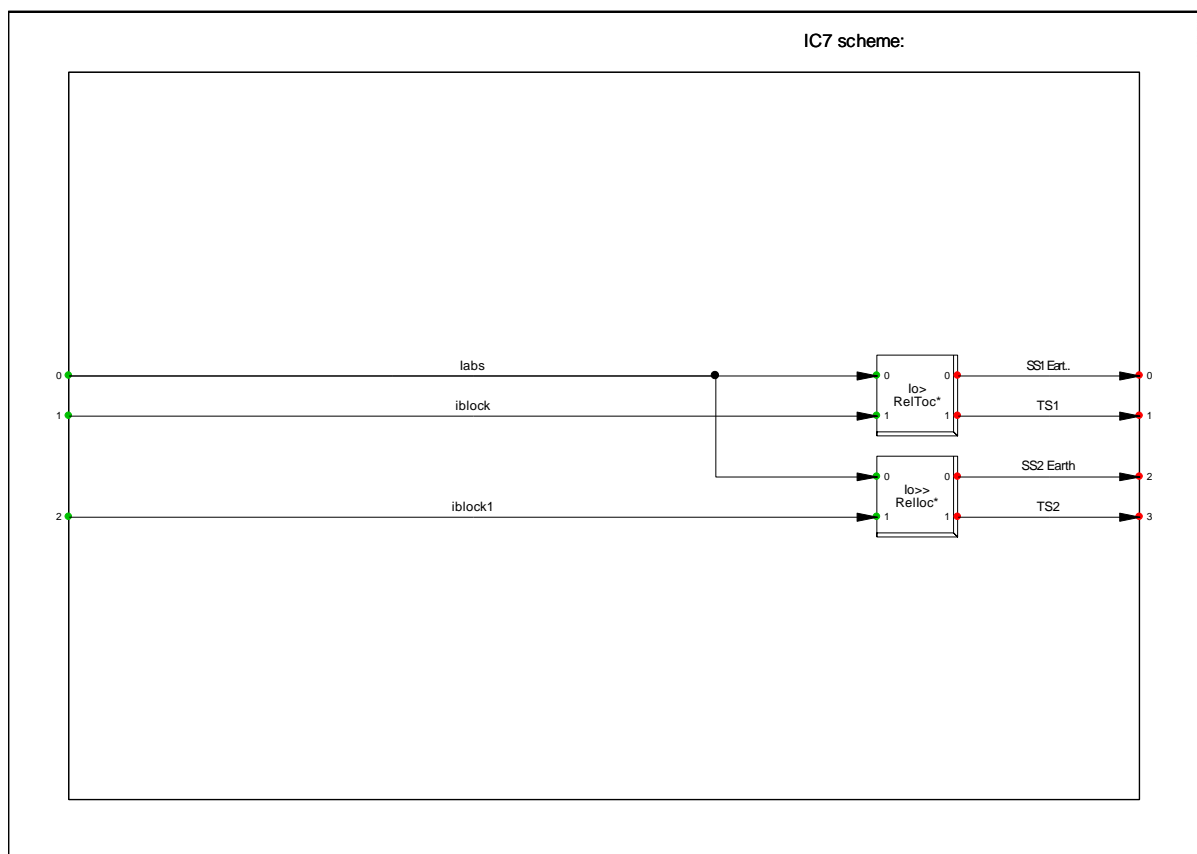 IC7 scheme:
Iabs
0 0 0 SS1 Eart.. 0
Io>
RelToc*
iblock
1 1 1 TS1 1
0 0 SS2 Earth 2
Io>>
RelIoc*
iblock1
2 1 1 TS2 3